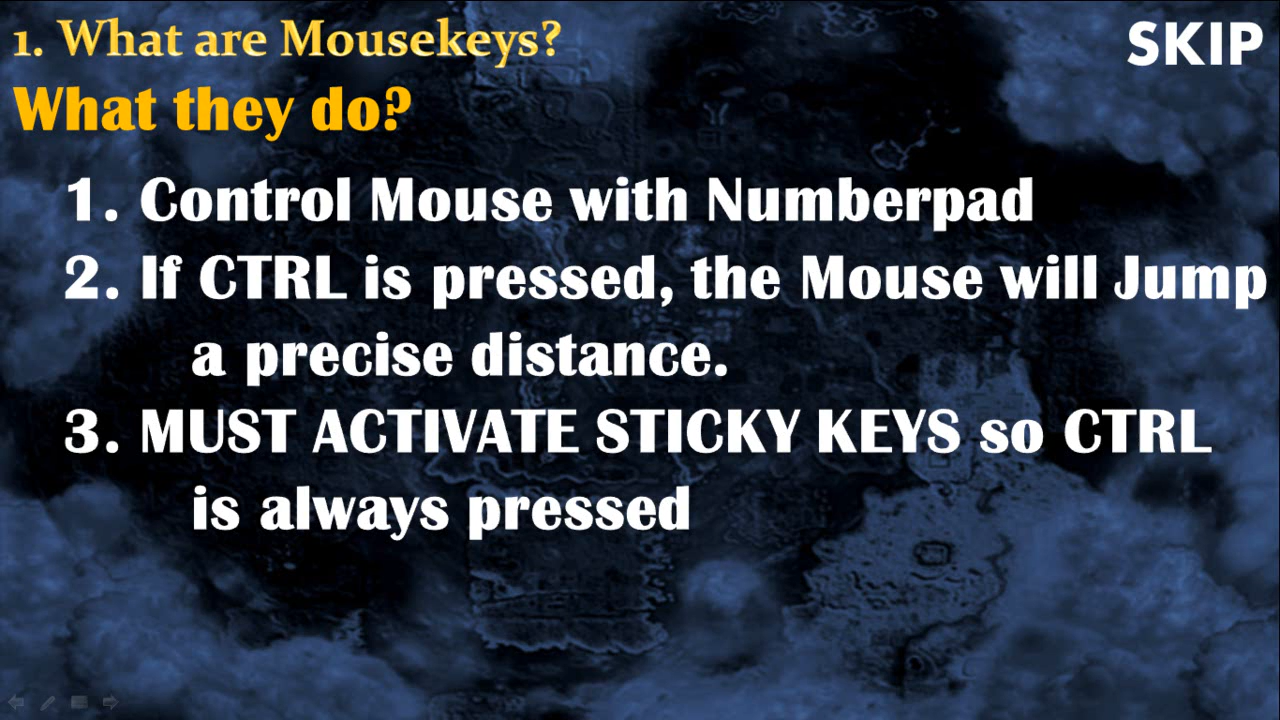 1. What are Mousekeys?
SKIP
What they do?
1. Control Mouse with Numberpad
2. If CTRL is pressed, the Mouse will Jump
a precise distance.
3. MUST ACTIVATE STICKY KEYS so CTRL
is always pressed